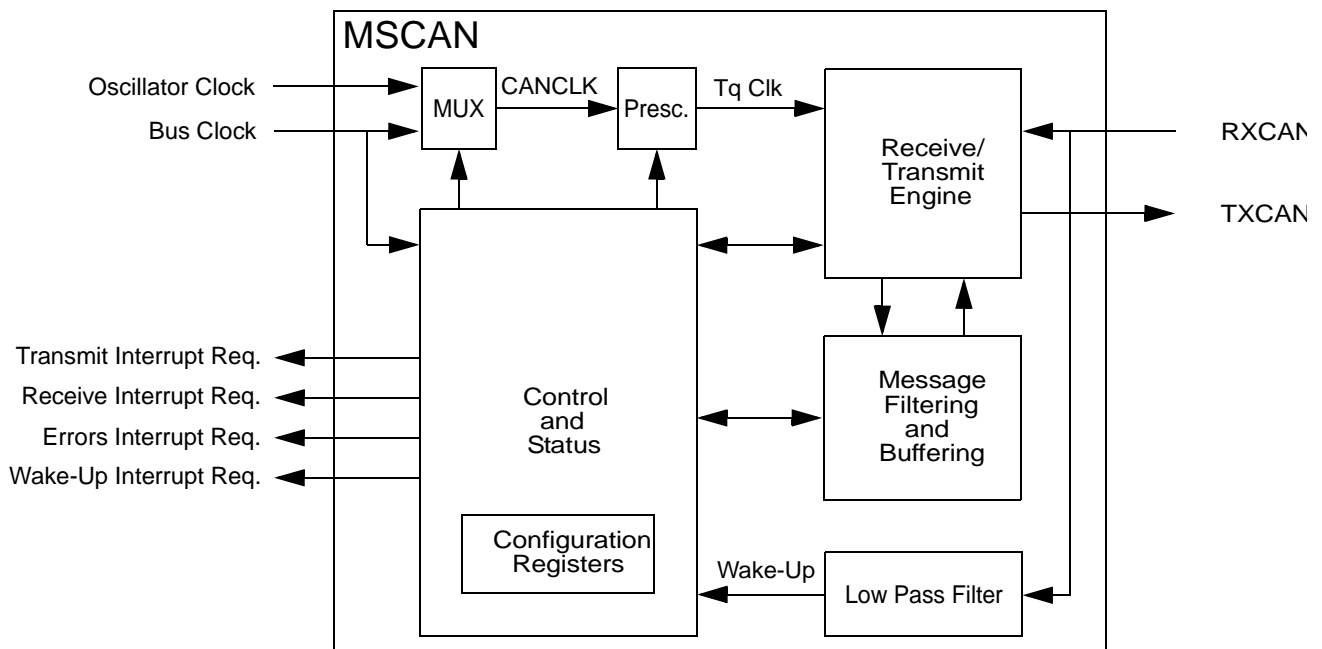 MSCAN
Oscillator Clock
Bus Clock
MUX
CANCLK
Presc.
Tq Clk
Receive/
Transmit
Engine
RXCAN
TXCAN
Transmit Interrupt Req.
Receive Interrupt Req.
Errors Interrupt Req.
Wake-Up Interrupt Req.
Control
and
Status
Message
Filtering
and
Buffering
Configuration
Registers
Wake-Up
Low Pass Filter